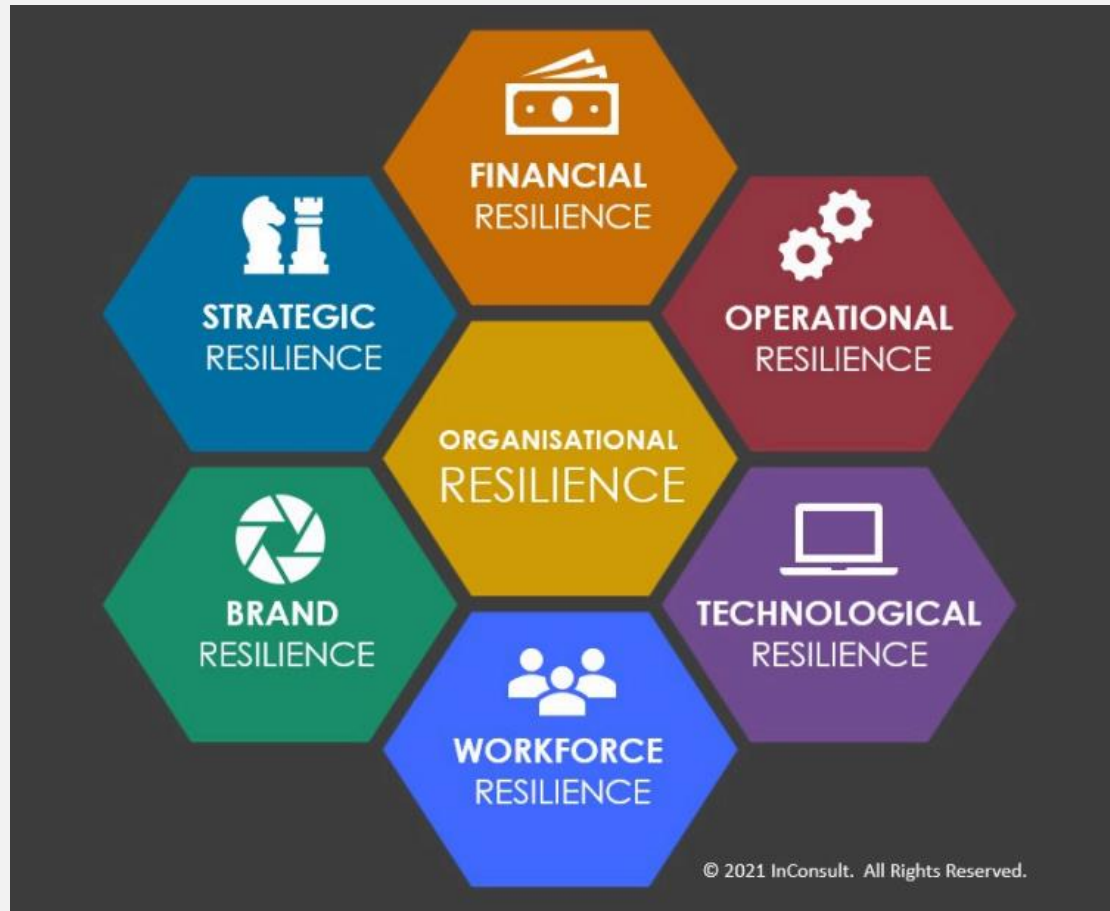 FINANCIAL
RESILIENCE
STRATEGIC
RESILIENCE
OPERATIONAL
RESILIENCE
ORGANISATIONAL
RESILIENCE
BRAND
RESILIENCE
TECHNOLOGICAL
RESILIENCE
WORKFORCE
RESILIENCE
© 2021 InConsult. All Rights Reserved.